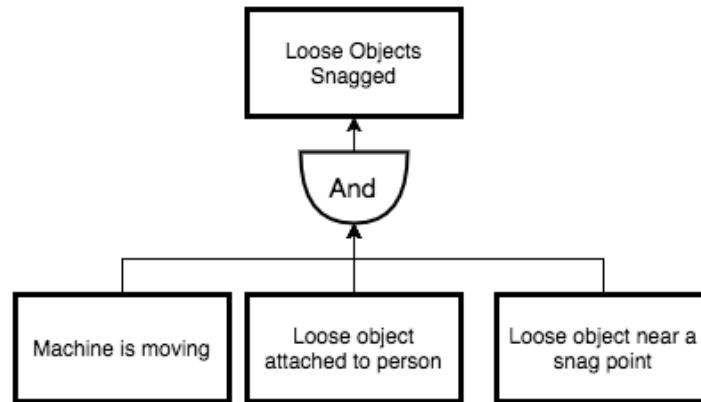 Loose Objects
Snagged
And
Machine is moving
Loose object
attached to person
Loose object near a
snag point